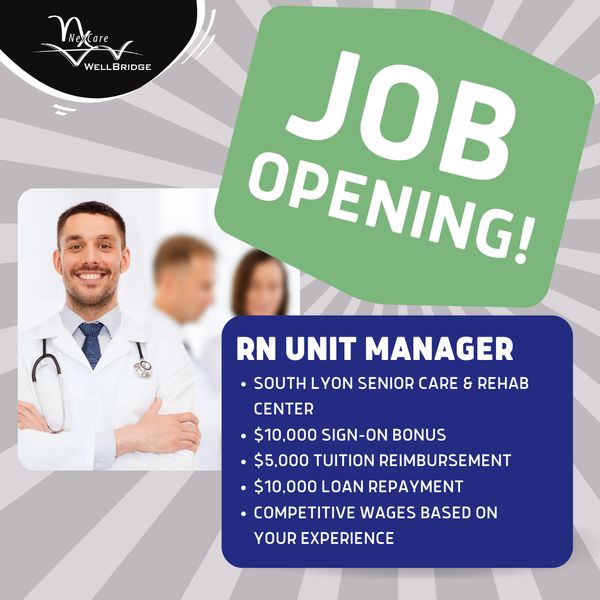 NexCare
WELLBRIDGE
JOB
OPENING!
RN UNIT MANAGER
• SOUTH LYON SENIOR CARE & REHAB
CENTER
• $10,000 SIGN-ON BONUS
• $5,000 TUITION REIMBURSEMENT
• $10,000 LOAN REPAYMENT
• COMPETITIVE WAGES BASED ON
YOUR EXPERIENCE